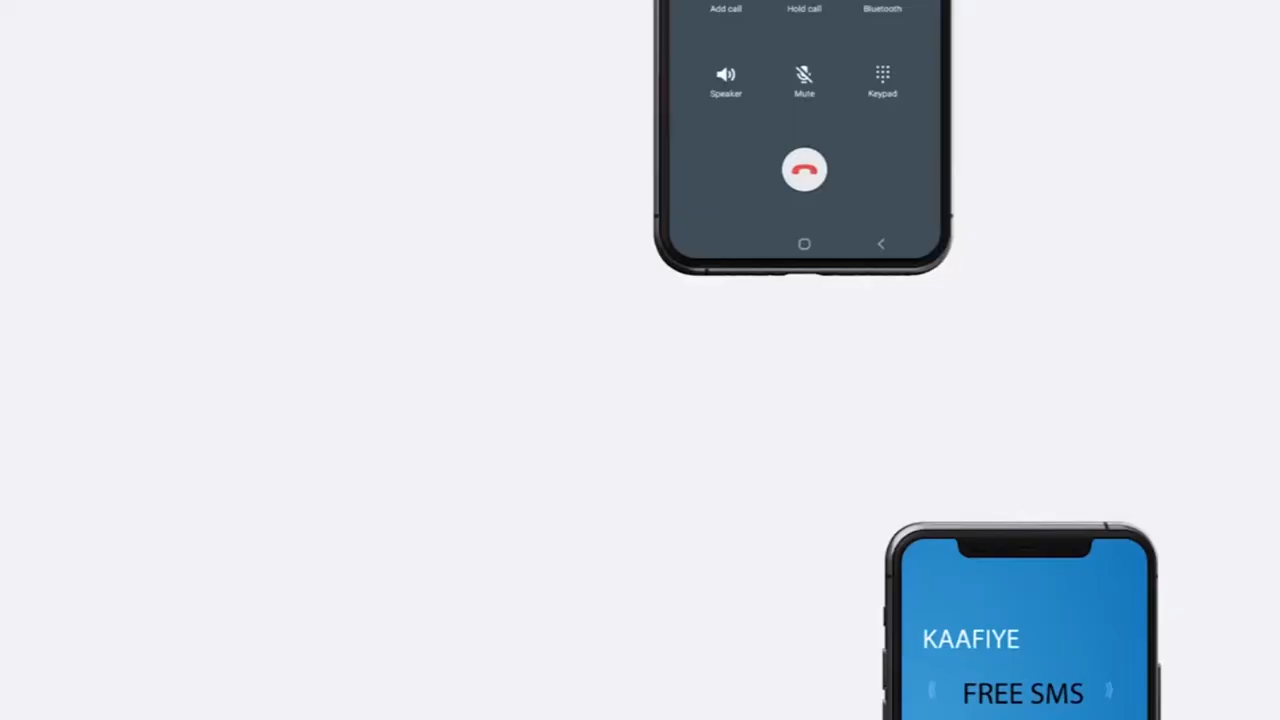 Add call Hold call Bluetooth
Speaker Mute Keypad
KAAFIYE
FREE SMS